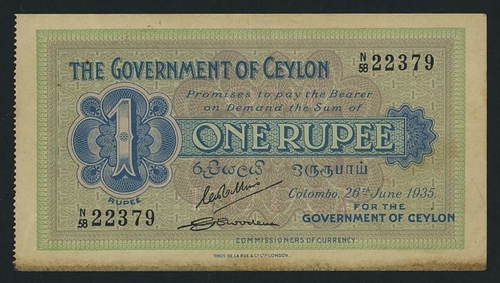 THE GOVERNMENT OF CEYLON
N/58 22379
Promises to pay the Bearer
on Demand the Sum of
1
RUPEE
ONE RUPEE
රුපියලයි ஒருரூபாய்
Colombo, 26th June 1935.
FOR THE
GOVERNMENT OF CEYLON
N/58 22379
COMMISSIONERS OF CURRENCY
THOS DE LA RUE & CO LTD LONDON.